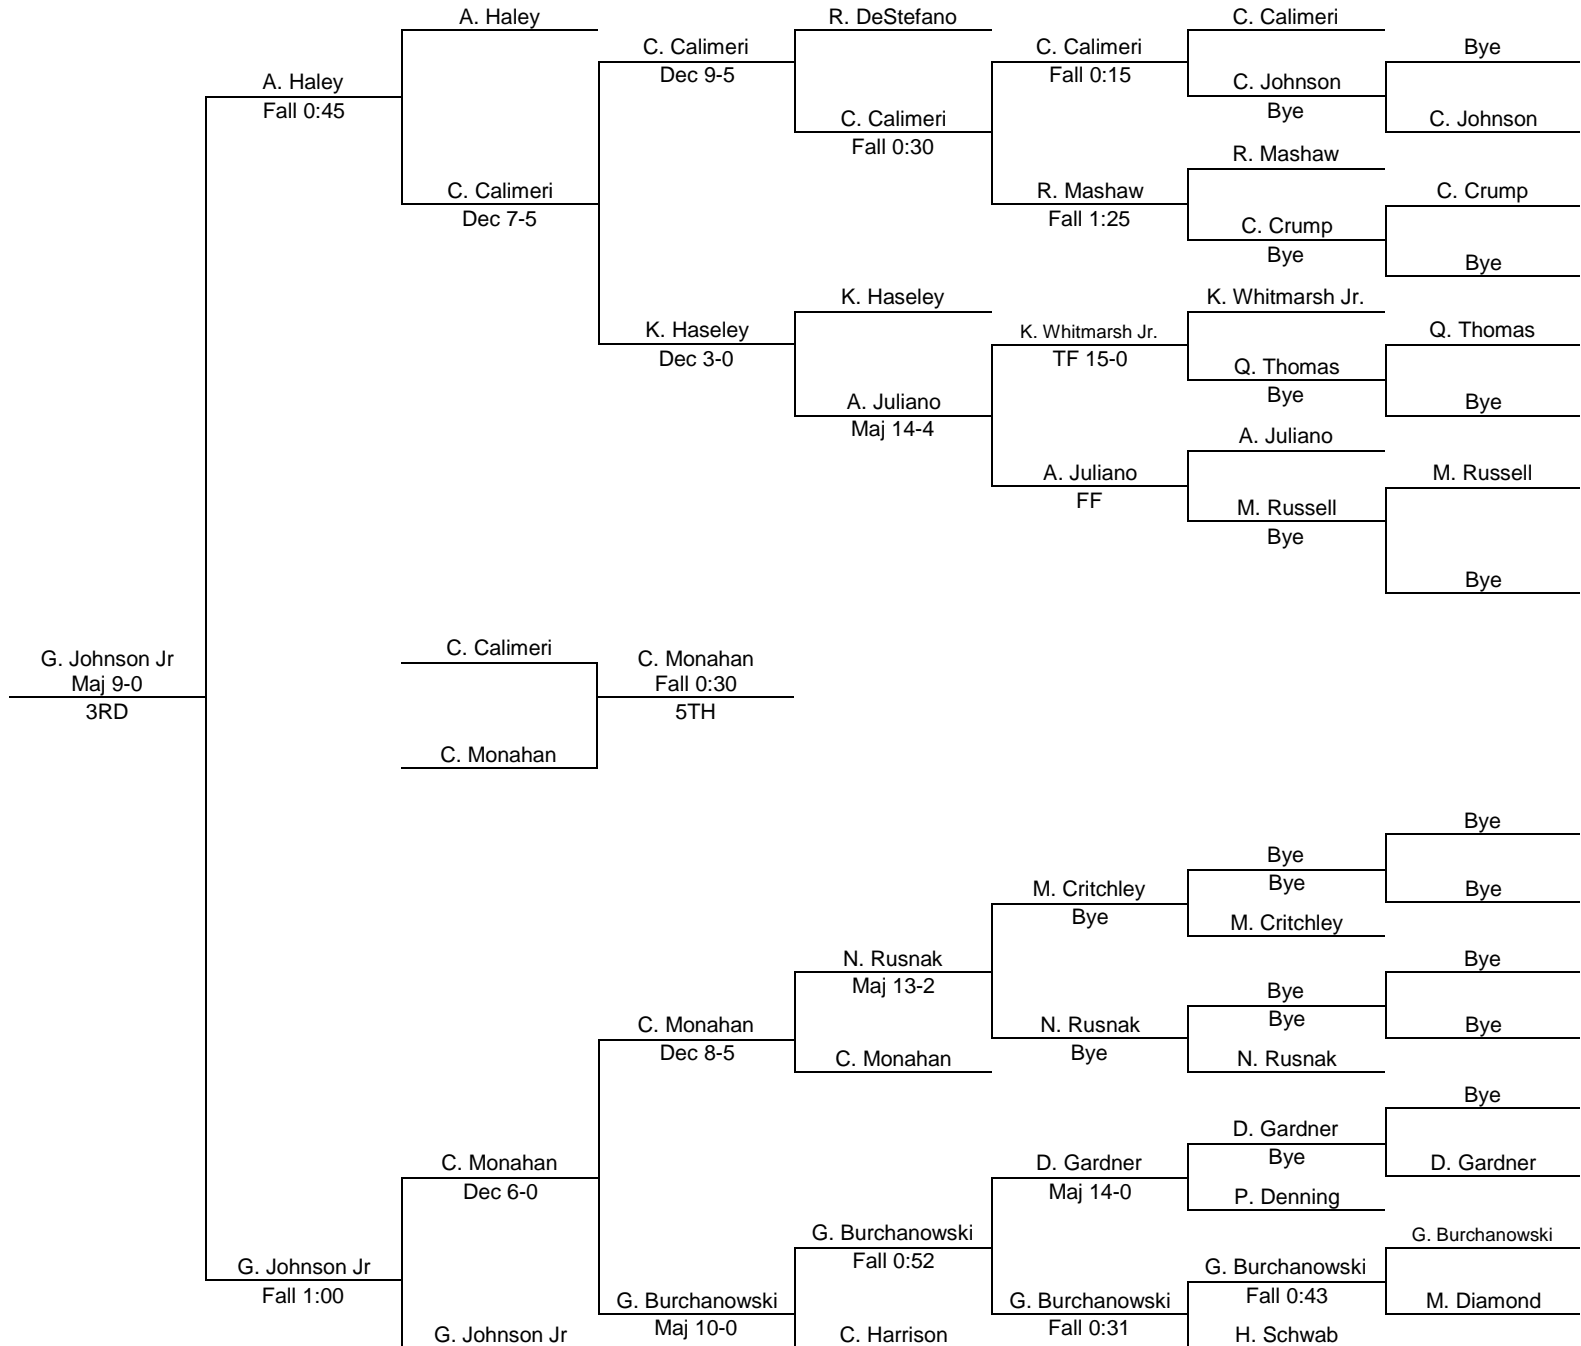 A. Haley
R. DeStefano
C. Calimeri
C. Calimeri
Dec 9-5
C. Calimeri
Fall 0:15
Bye
A. Haley
Fall 0:45
C. Johnson
Bye
C. Calimeri
Fall 0:30
C. Johnson
R. Mashaw
C. Calimeri
Dec 7-5
R. Mashaw
Fall 1:25
C. Crump
C. Crump
Bye
Bye
K. Haseley
K. Whitmarsh Jr.
K. Haseley
Dec 3-0
K. Whitmarsh Jr.
TF 15-0
Q. Thomas
Q. Thomas
Bye
A. Juliano
Maj 14-4
Bye
A. Juliano
A. Juliano
FF
M. Russell
M. Russell
Bye
Bye
G. Johnson Jr
Maj 9-0
3RD
C. Calimeri
C. Monahan
Fall 0:30
5TH
C. Monahan
Bye
Bye
Bye
M. Critchley
Bye
Bye
M. Critchley
N. Rusnak
Maj 13-2
Bye
Bye
Bye
C. Monahan
Dec 8-5
N. Rusnak
Bye
Bye
C. Monahan
N. Rusnak
Bye
D. Gardner
Bye
C. Monahan
Dec 6-0
D. Gardner
Maj 14-0
D. Gardner
P. Denning
G. Burchanowski
Fall 0:52
G. Burchanowski
G. Johnson Jr
Fall 1:00
G. Burchanowski
Fall 0:43
G. Burchanowski
Maj 10-0
G. Burchanowski
Fall 0:31
M. Diamond
G. Johnson Jr
C. Harrison
H. Schwab